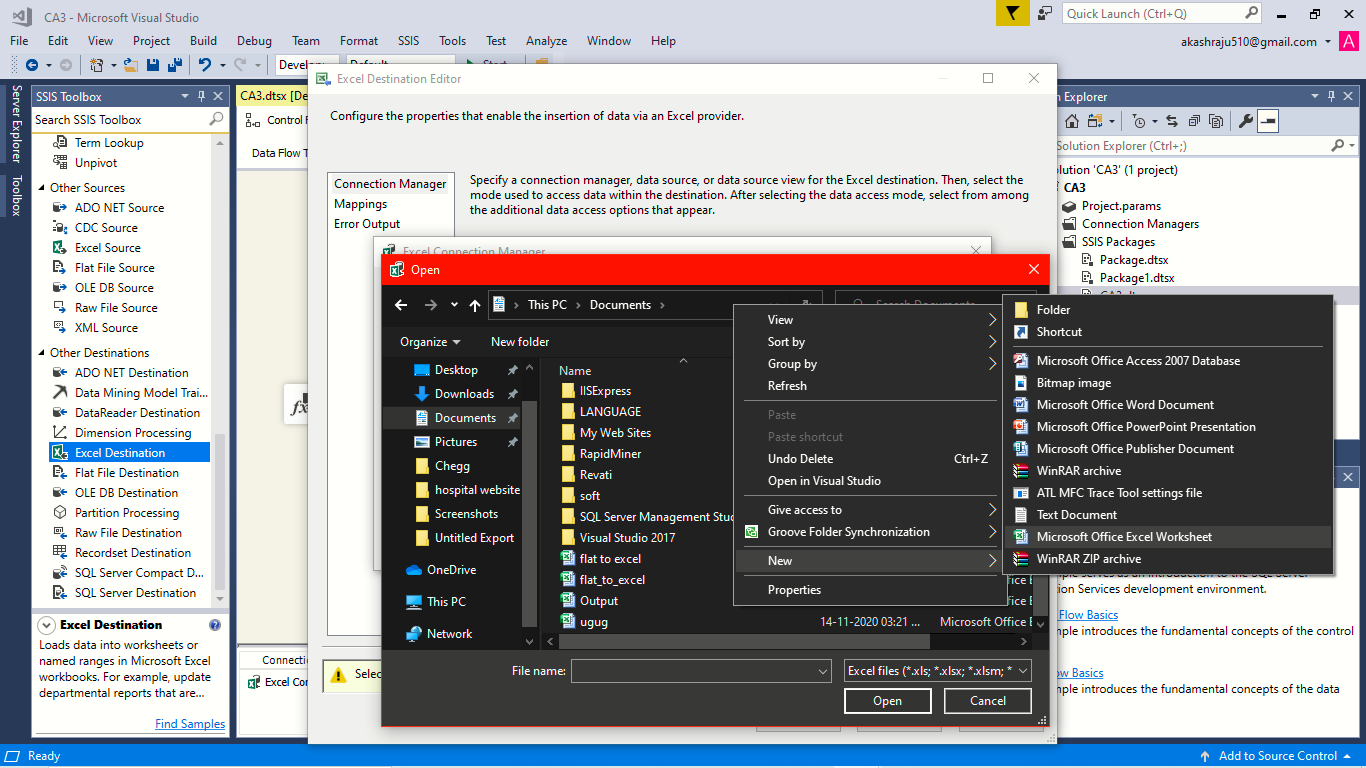 CA3 - Microsoft Visual Studio
Quick Launch (Ctrl+Q)
File Edit View Project Build Debug Team Format SSIS Tools Test Analyze Window Help
akashraju510@gmail.com A
Server Explorer
Toolbox
SSIS Toolbox
Search SSIS Toolbox
Term Lookup
Unpivot
Other Sources
ADO NET Source
CDC Source
Excel Source
Flat File Source
OLE DB Source
Raw File Source
XML Source
Other Destinations
ADO NET Destination
Data Mining Model Trai...
DataReader Destination
Dimension Processing
Excel Destination
Flat File Destination
OLE DB Destination
Partition Processing
Raw File Destination
Recordset Destination
SQL Server Compact D...
SQL Server Destination
Excel Destination
Loads data into worksheets or
named ranges in Microsoft Excel
workbooks. For example, update
departmental reports that are...
Find Samples
CA3.dtsx [De
Control F
Data Flow T
fx
Connectio
Excel Cor
Excel Destination Editor
Configure the properties that enable the insertion of data via an Excel provider.
Connection Manager
Mappings
Error Output
Specify a connection manager, data source, or data source view for the Excel destination. Then, select the
mode used to access data within the destination. After selecting the data access mode, select from among
the additional data access options that appear.
Selec
Excel Connection Manager
Open
This PC > Documents >
Search Documents
Organize New folder
Desktop
Downloads
Documents
Pictures
Chegg
hospital website
Screenshots
Untitled Export
OneDrive
This PC
Network
Name
IISExpress
LANGUAGE
My Web Sites
RapidMiner
Revati
soft
SQL Server Management Stud
Visual Studio 2017
flat to excel
flat_to_excel
Output
ugug 14-11-2020 03:21 ... Microsoft Office E
File name: Excel files (*.xls; *.xlsx; *.xlsm; *
Open Cancel
View
Sort by
Group by
Refresh
Paste
Paste shortcut
Undo Delete Ctrl+Z
Open in Visual Studio
Give access to
Groove Folder Synchronization
New
Properties
Folder
Shortcut
Microsoft Office Access 2007 Database
Bitmap image
Microsoft Office Word Document
Microsoft Office PowerPoint Presentation
Microsoft Office Publisher Document
WinRAR archive
ATL MFC Trace Tool settings file
Text Document
Microsoft Office Excel Worksheet
WinRAR ZIP archive
n Explorer
Solution Explorer (Ctrl+;)
olution 'CA3' (1 project)
CA3
Project.params
Connection Managers
SSIS Packages
Package.dtsx
Package1.dtsx
mple serves as an introduction to the SQL Server
tion Services development environment.
Flow Basics
mple introduces the fundamental concepts of the control
ow Basics
mple introduces the fundamental concepts of the data
Ready
Add to Source Control